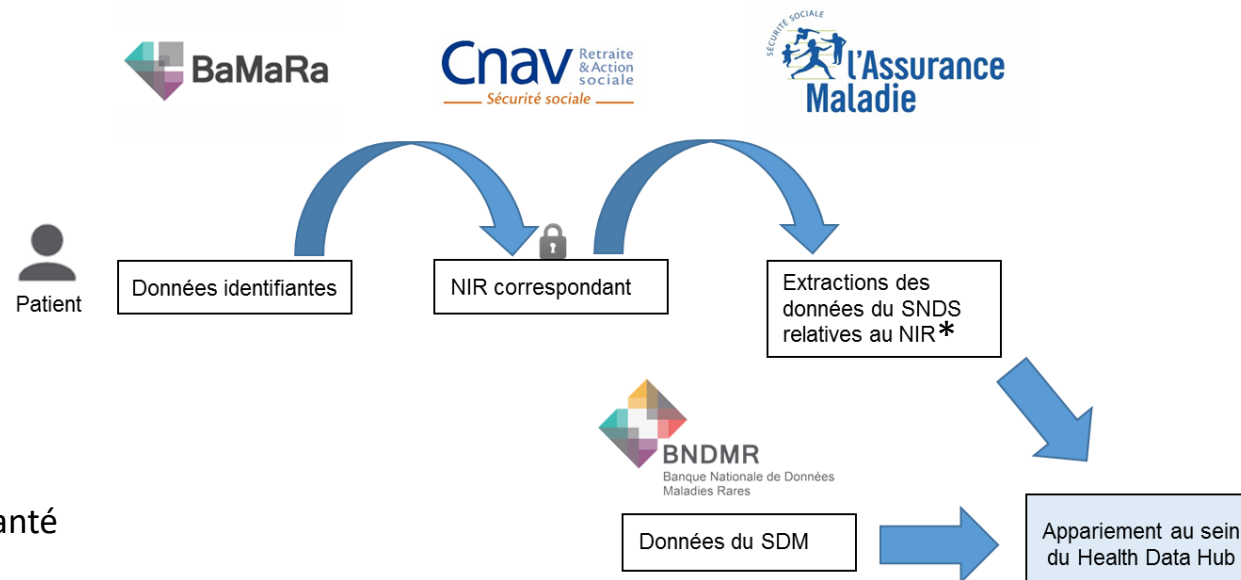 BaMaRa
Cnav
Retraite
& Action
sociale
Sécurité sociale
SÉCURITÉ SOCIALE
l'Assurance
Maladie
Patient
Données identifiantes
NIR correspondant
Extractions des
données du SNDS
relatives au NIR*
BNDMR
Banque Nationale de Données
Maladies Rares
anté
Données du SDM
Appariement au sein
du Health Data Hub